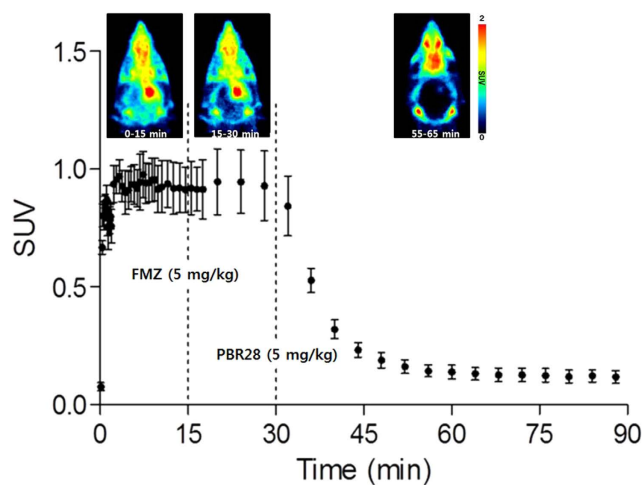 2
SUV
0
0-15 min
15-30 min
55-65 min
1.5
1.0
0.5
0.0
SUV
FMZ (5 mg/kg)
PBR28 (5 mg/kg)
0
15
30
45
60
75
90
Time (min)